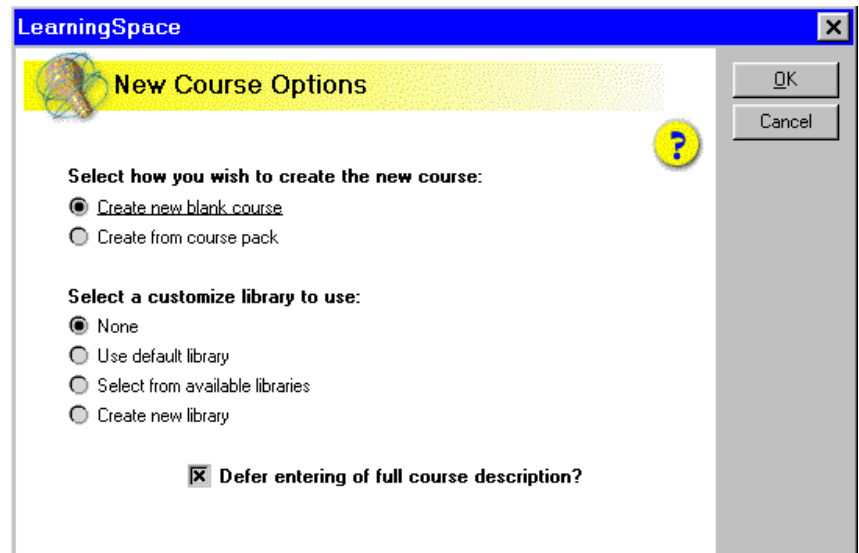 LearningSpace
New Course Options
OK
Cancel
?
Select how you wish to create the new course:
Create new blank course
Create from course pack
Select a customize library to use:
None
Use default library
Select from available libraries
Create new library
Defer entering of full course description?